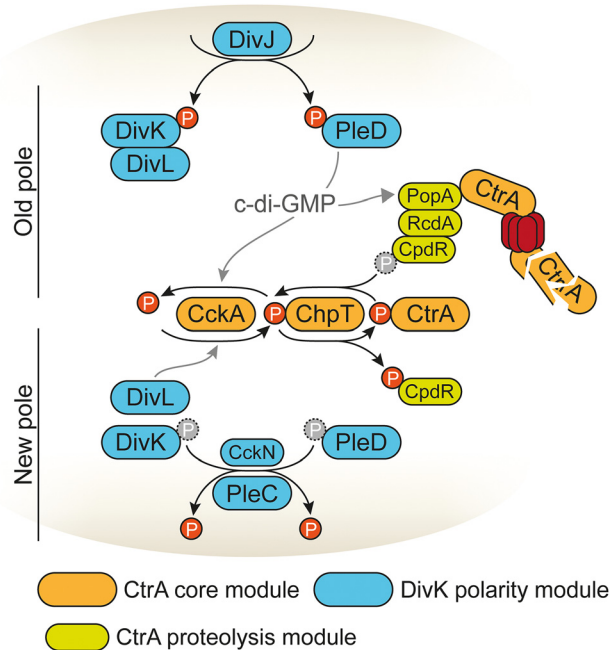 DivJ
P
P
DivK
PleD
DivL
Old pole
c-di-GMP
PopA
CtrA
RcdA
CpdR
P
CtrA
P
CckA
P
ChpT
P
CtrA
P
CpdR
New pole
DivL
DivK
P
CckN
P
PleD
PleC
P
P
CtrA core module
DivK polarity module
CtrA proteolysis module